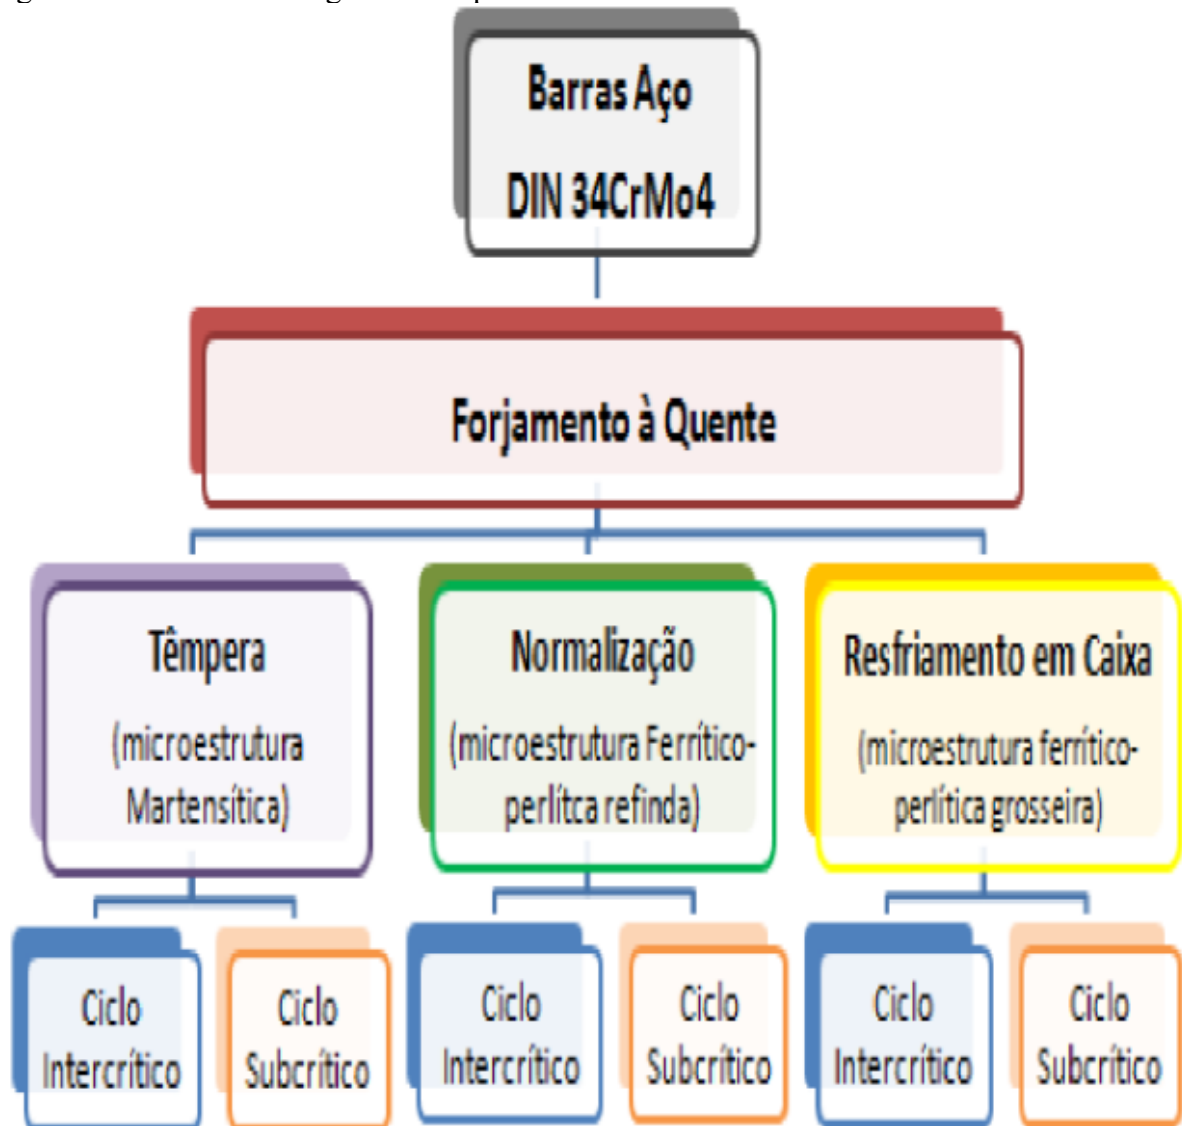 Barras Aço
DIN 34CrMo4
Forjamento à Quente
Têmpera
(microestrutura
Martensítica)
Normalização
(microestrutura Ferrítico-
perlítca refinda)
Resfriamento em Caixa
(microestrutura ferrítico-
perlítica grosseira)
Ciclo
Intercrítico
Ciclo
Subcrítico
Ciclo
Intercrítico
Ciclo
Subcrítico
Ciclo
Intercrítico
Ciclo
Subcrítico